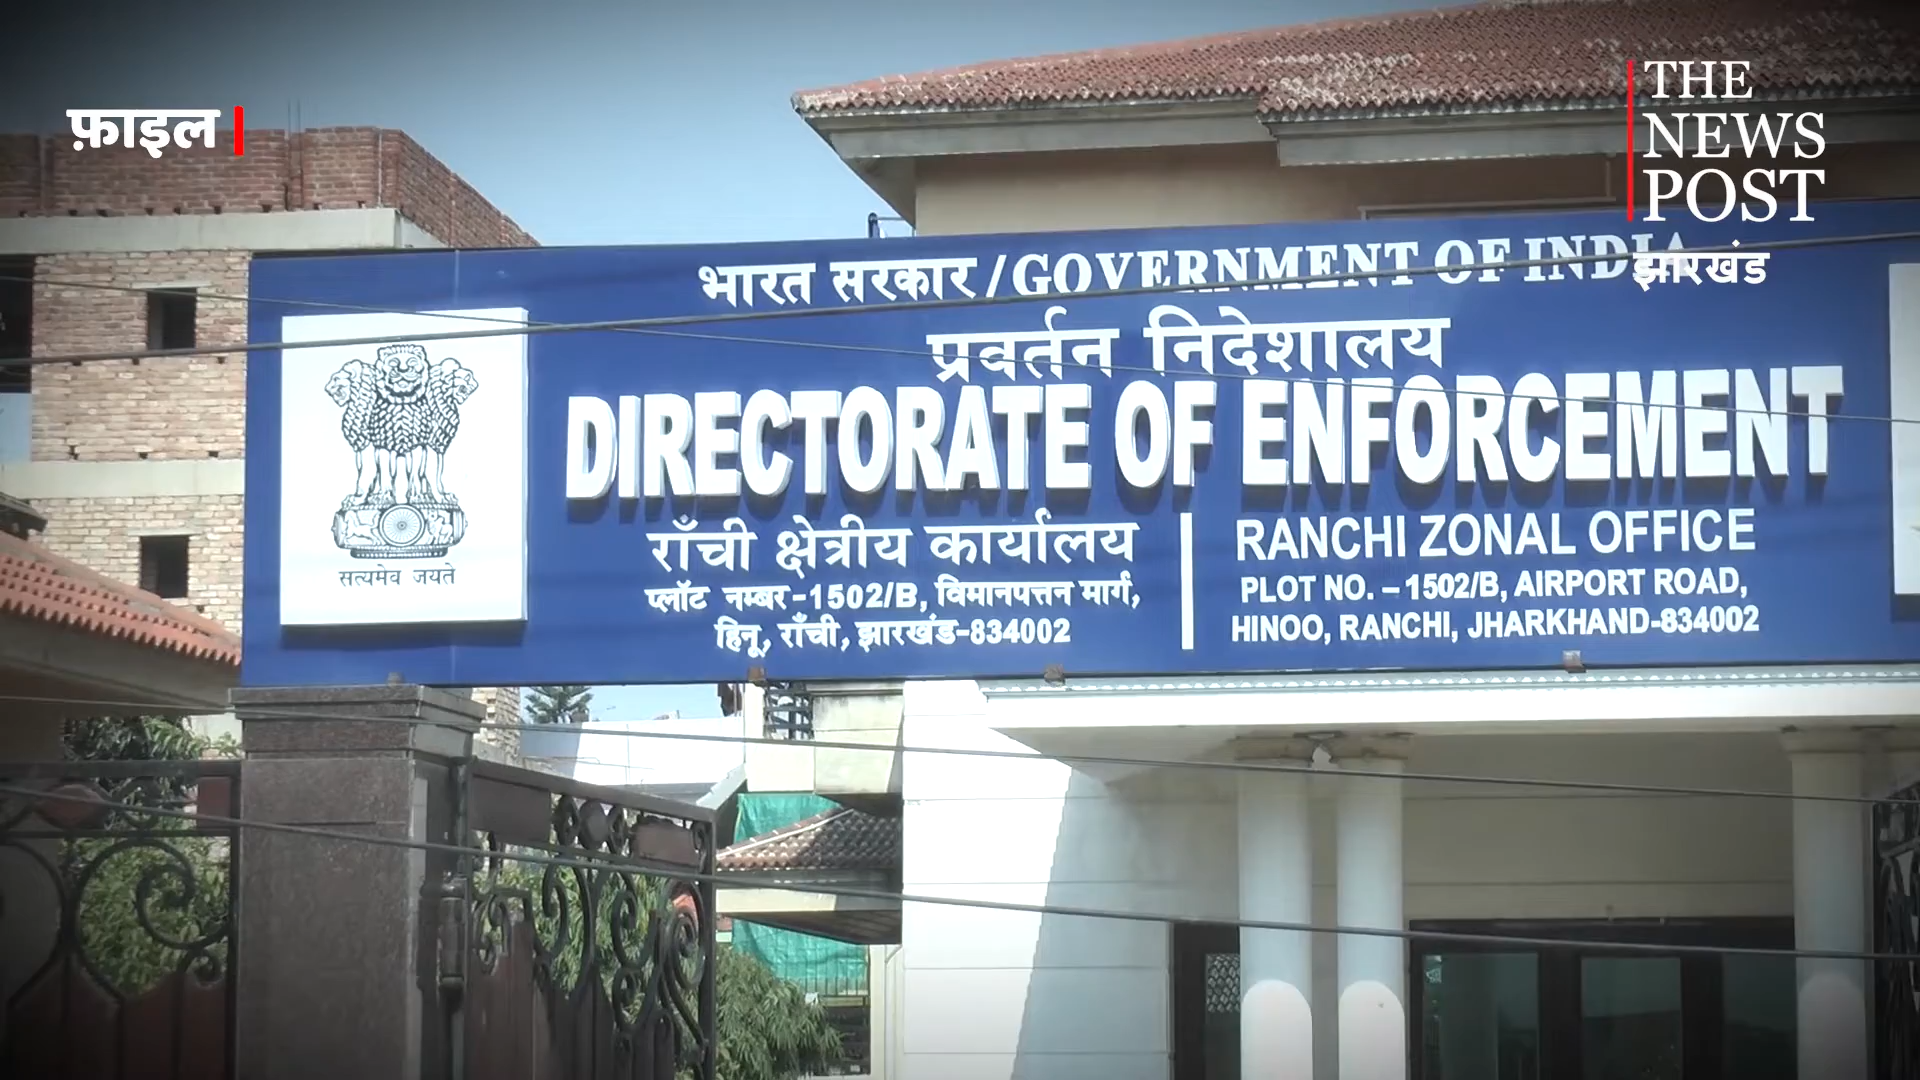 फ़ाइल
THE
NEWS
POST
झारखंड
भारत सरकार/GOVERNMENT OF INDIA
प्रवर्तन निदेशालय
DIRECTORATE OF ENFORCEMENT
सत्यमेव जयते
राँची क्षेत्रीय कार्यालय
प्लॉट नम्बर-1502/B, विमानपत्तन मार्ग,
हिनू, राँची, झारखंड-834002
RANCHI ZONAL OFFICE
PLOT NO. – 1502/B, AIRPORT ROAD,
HINOO, RANCHI, JHARKHAND-834002